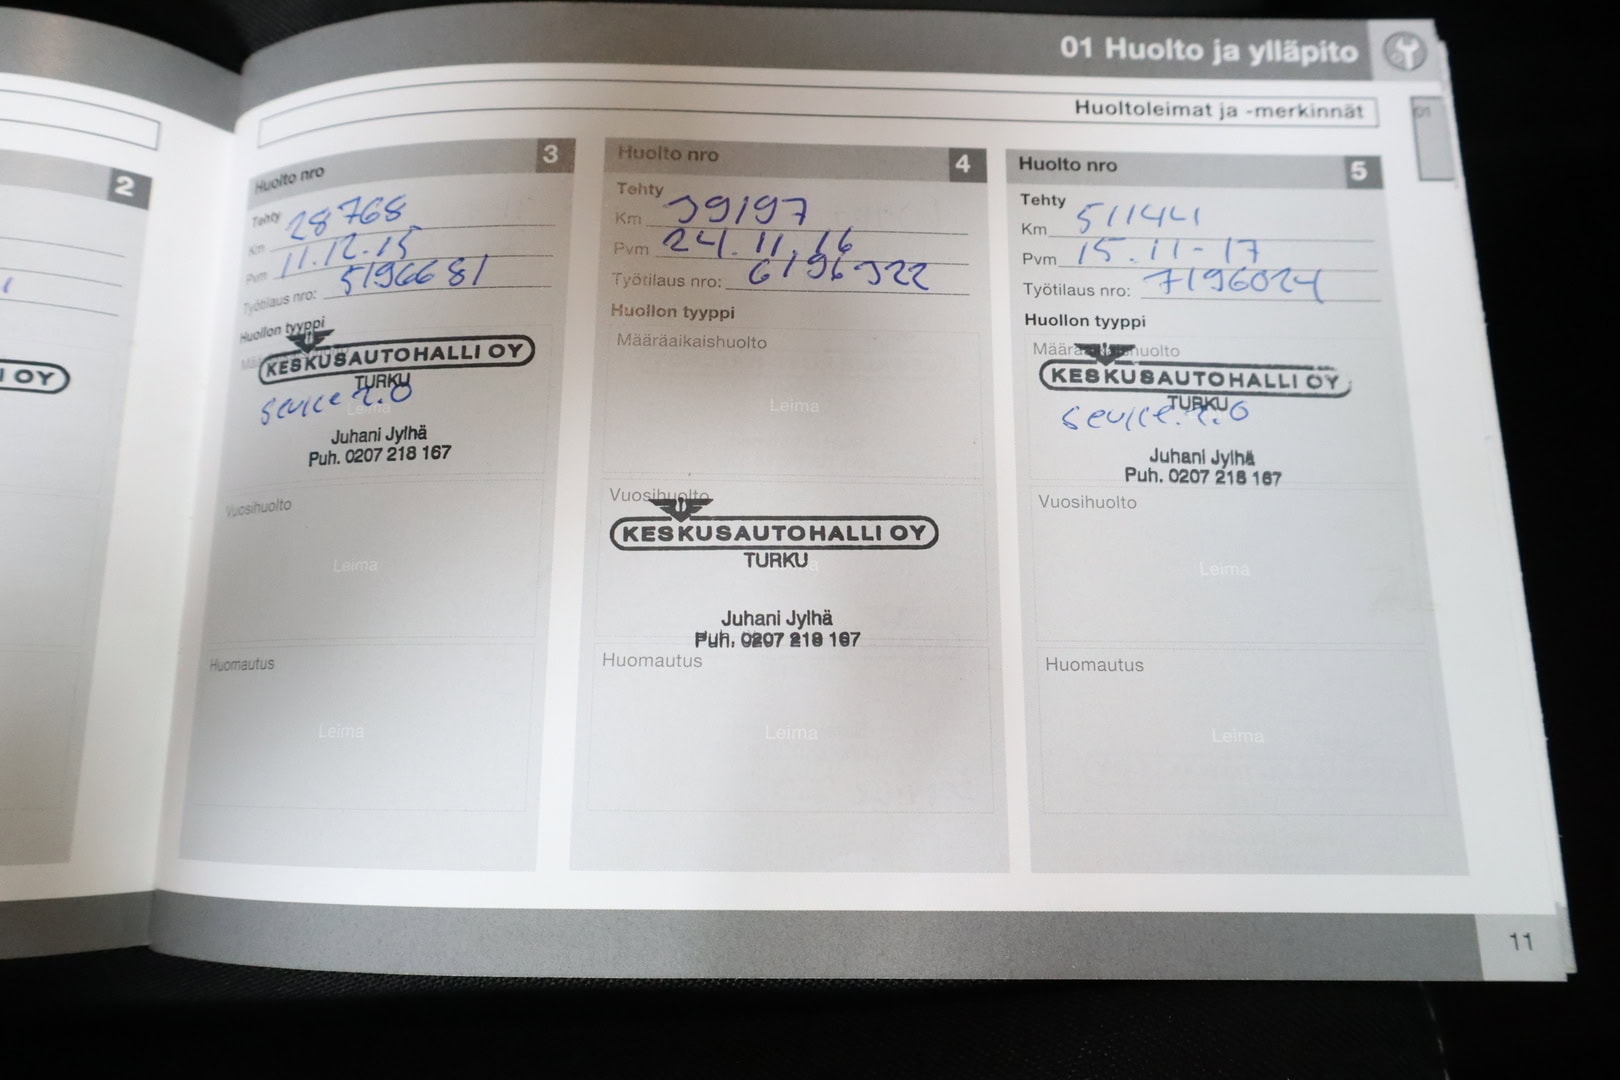 01 Huolto ja ylläpito
Huoltoleimat ja -merkinnät
01
2
I OY
Huolto nro 3
Tehty
Km 28768
Pvm 11.12.15
Työtilaus nro: 5196681
Huollon tyyppi
KESKUSAUTOHALLI OY
TURKU
Leima
Juhani Jylhä
Puh. 0207 218 167
Vuosihuolto
Leima
Huomautus
Leima
Huolto nro 4
Tehty
Km 39197
Pvm 24.11.16
Työtilaus nro: 6196322
Huollon tyyppi
Määräaikaishuolto
Leima
Vuosihuolto
KESKUSAUTOHALLI OY
TURKU
Juhani Jylhä
Puh. 0207 218 167
Huomautus
Leima
Huolto nro 5
Tehty
Km 511441
Pvm 15.11-17
Työtilaus nro: 7196024
Huollon tyyppi
Määräaikaishuolto
KESKUSAUTOHALLI OY
TURKU
Juhani Jylhä
Puh. 0207 218 167
Vuosihuolto
Leima
Huomautus
Leima
11